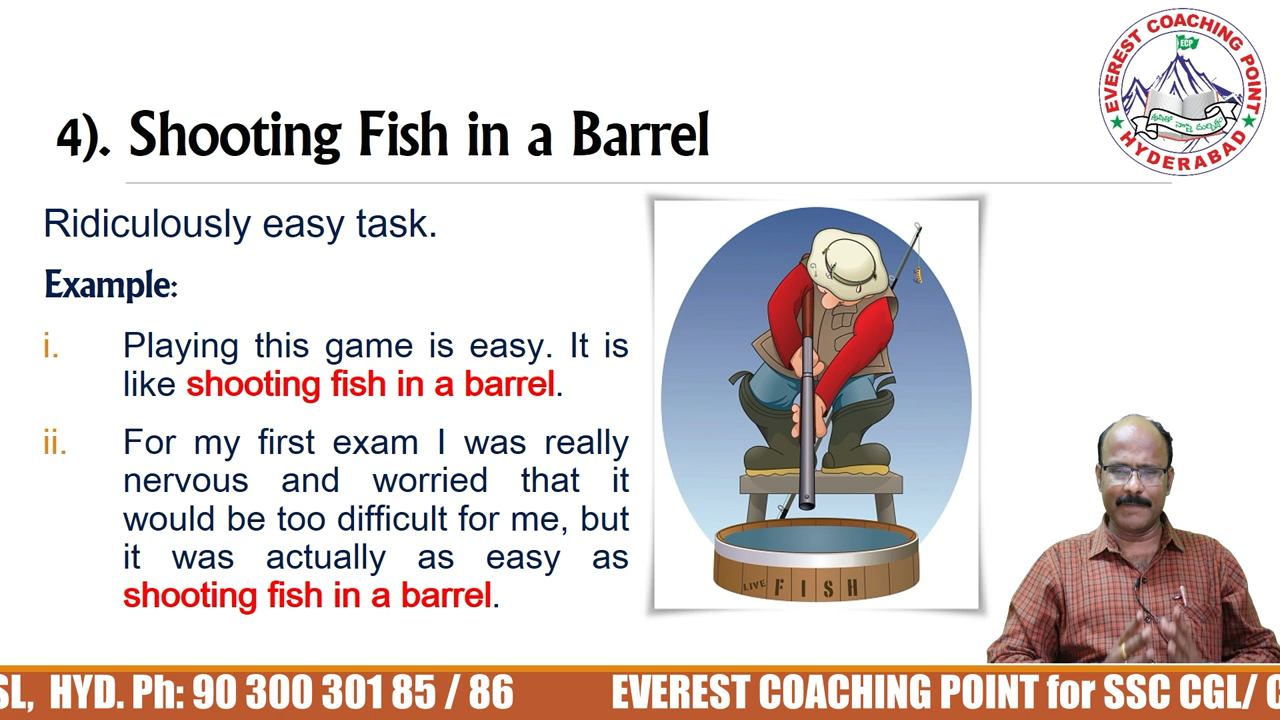 EVEREST COACHING POINT
HYDERABAD
ECP
4). Shooting Fish in a Barrel
Ridiculously easy task.
Example:
i. Playing this game is easy. It is
like shooting fish in a barrel.
ii. For my first exam I was really
nervous and worried that it
would be too difficult for me, but
it was actually as easy as
shooting fish in a barrel.
LIVE FISH
SL, HYD. Ph: 90 300 301 85 / 86 EVEREST COACHING POINT for SSC CGL/ C